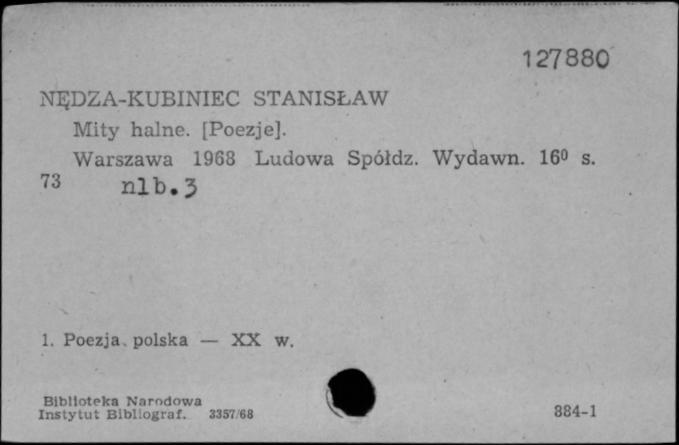 127880
NĘDZA-KUBINIEC STANISŁAW
Mity halne. [Poezje].
Warszawa 1968 Ludowa Spółdz. Wydawn. 16⁰ s.
73 nlb.3
1. Poezja polska — XX w.
Biblioteka Narodowa
Instytut Bibliograf. 3357/68
884-1